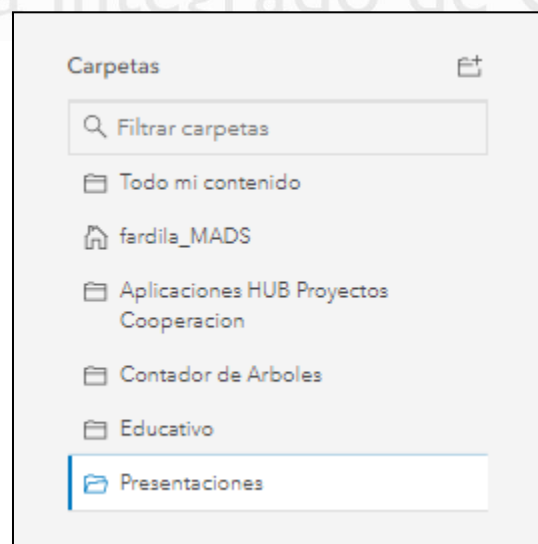 Carpetas
Filtrar carpetas
Todo mi contenido
fardila_MADS
Aplicaciones HUB Proyectos
Cooperacion
Contador de Arboles
Educativo
Presentaciones